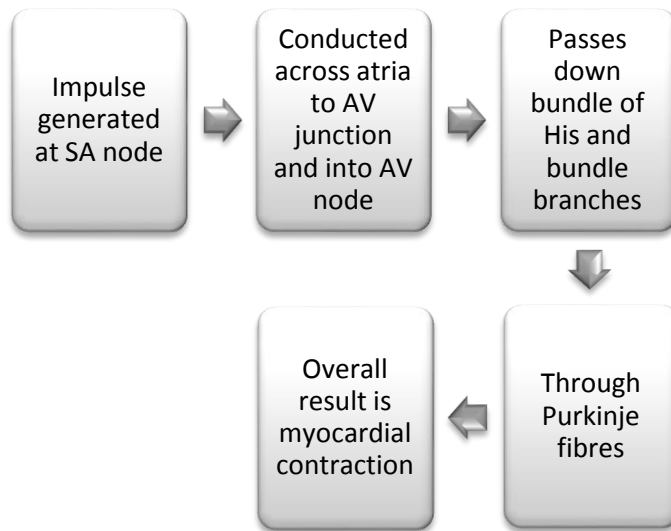 Impulse
generated
at SA node
Conducted
across atria
to AV
junction
and into AV
node
Passes
down
bundle of
His and
bundle
branches
Through
Purkinje
fibres
Overall
result is
myocardial
contraction